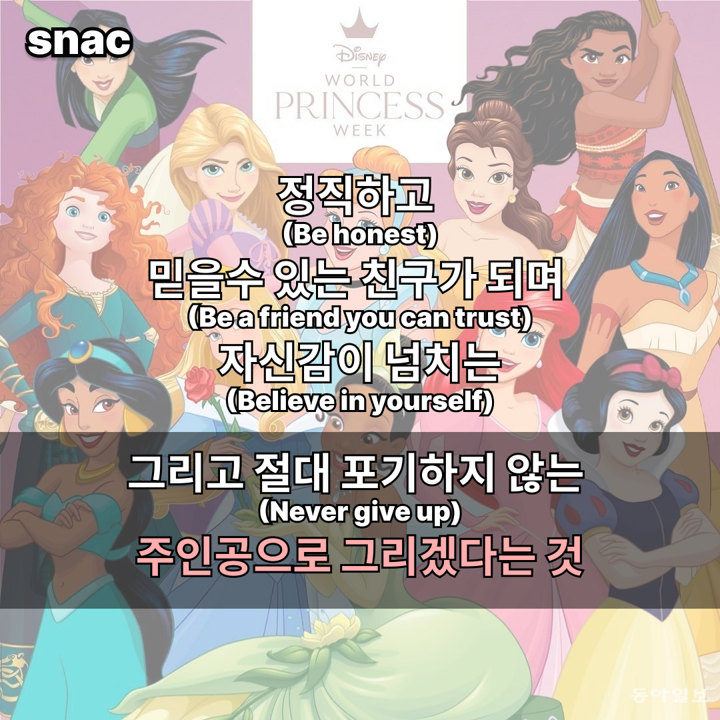 snac
Disney
WORLD
PRINCESS
WEEK
정직하고
(Be honest)
믿을수 있는 친구가 되며
(Be a friend you can trust)
자신감이 넘치는
(Believe in yourself)
그리고 절대 포기하지 않는
(Never give up)
주인공으로 그리겠다는 것
동아일보